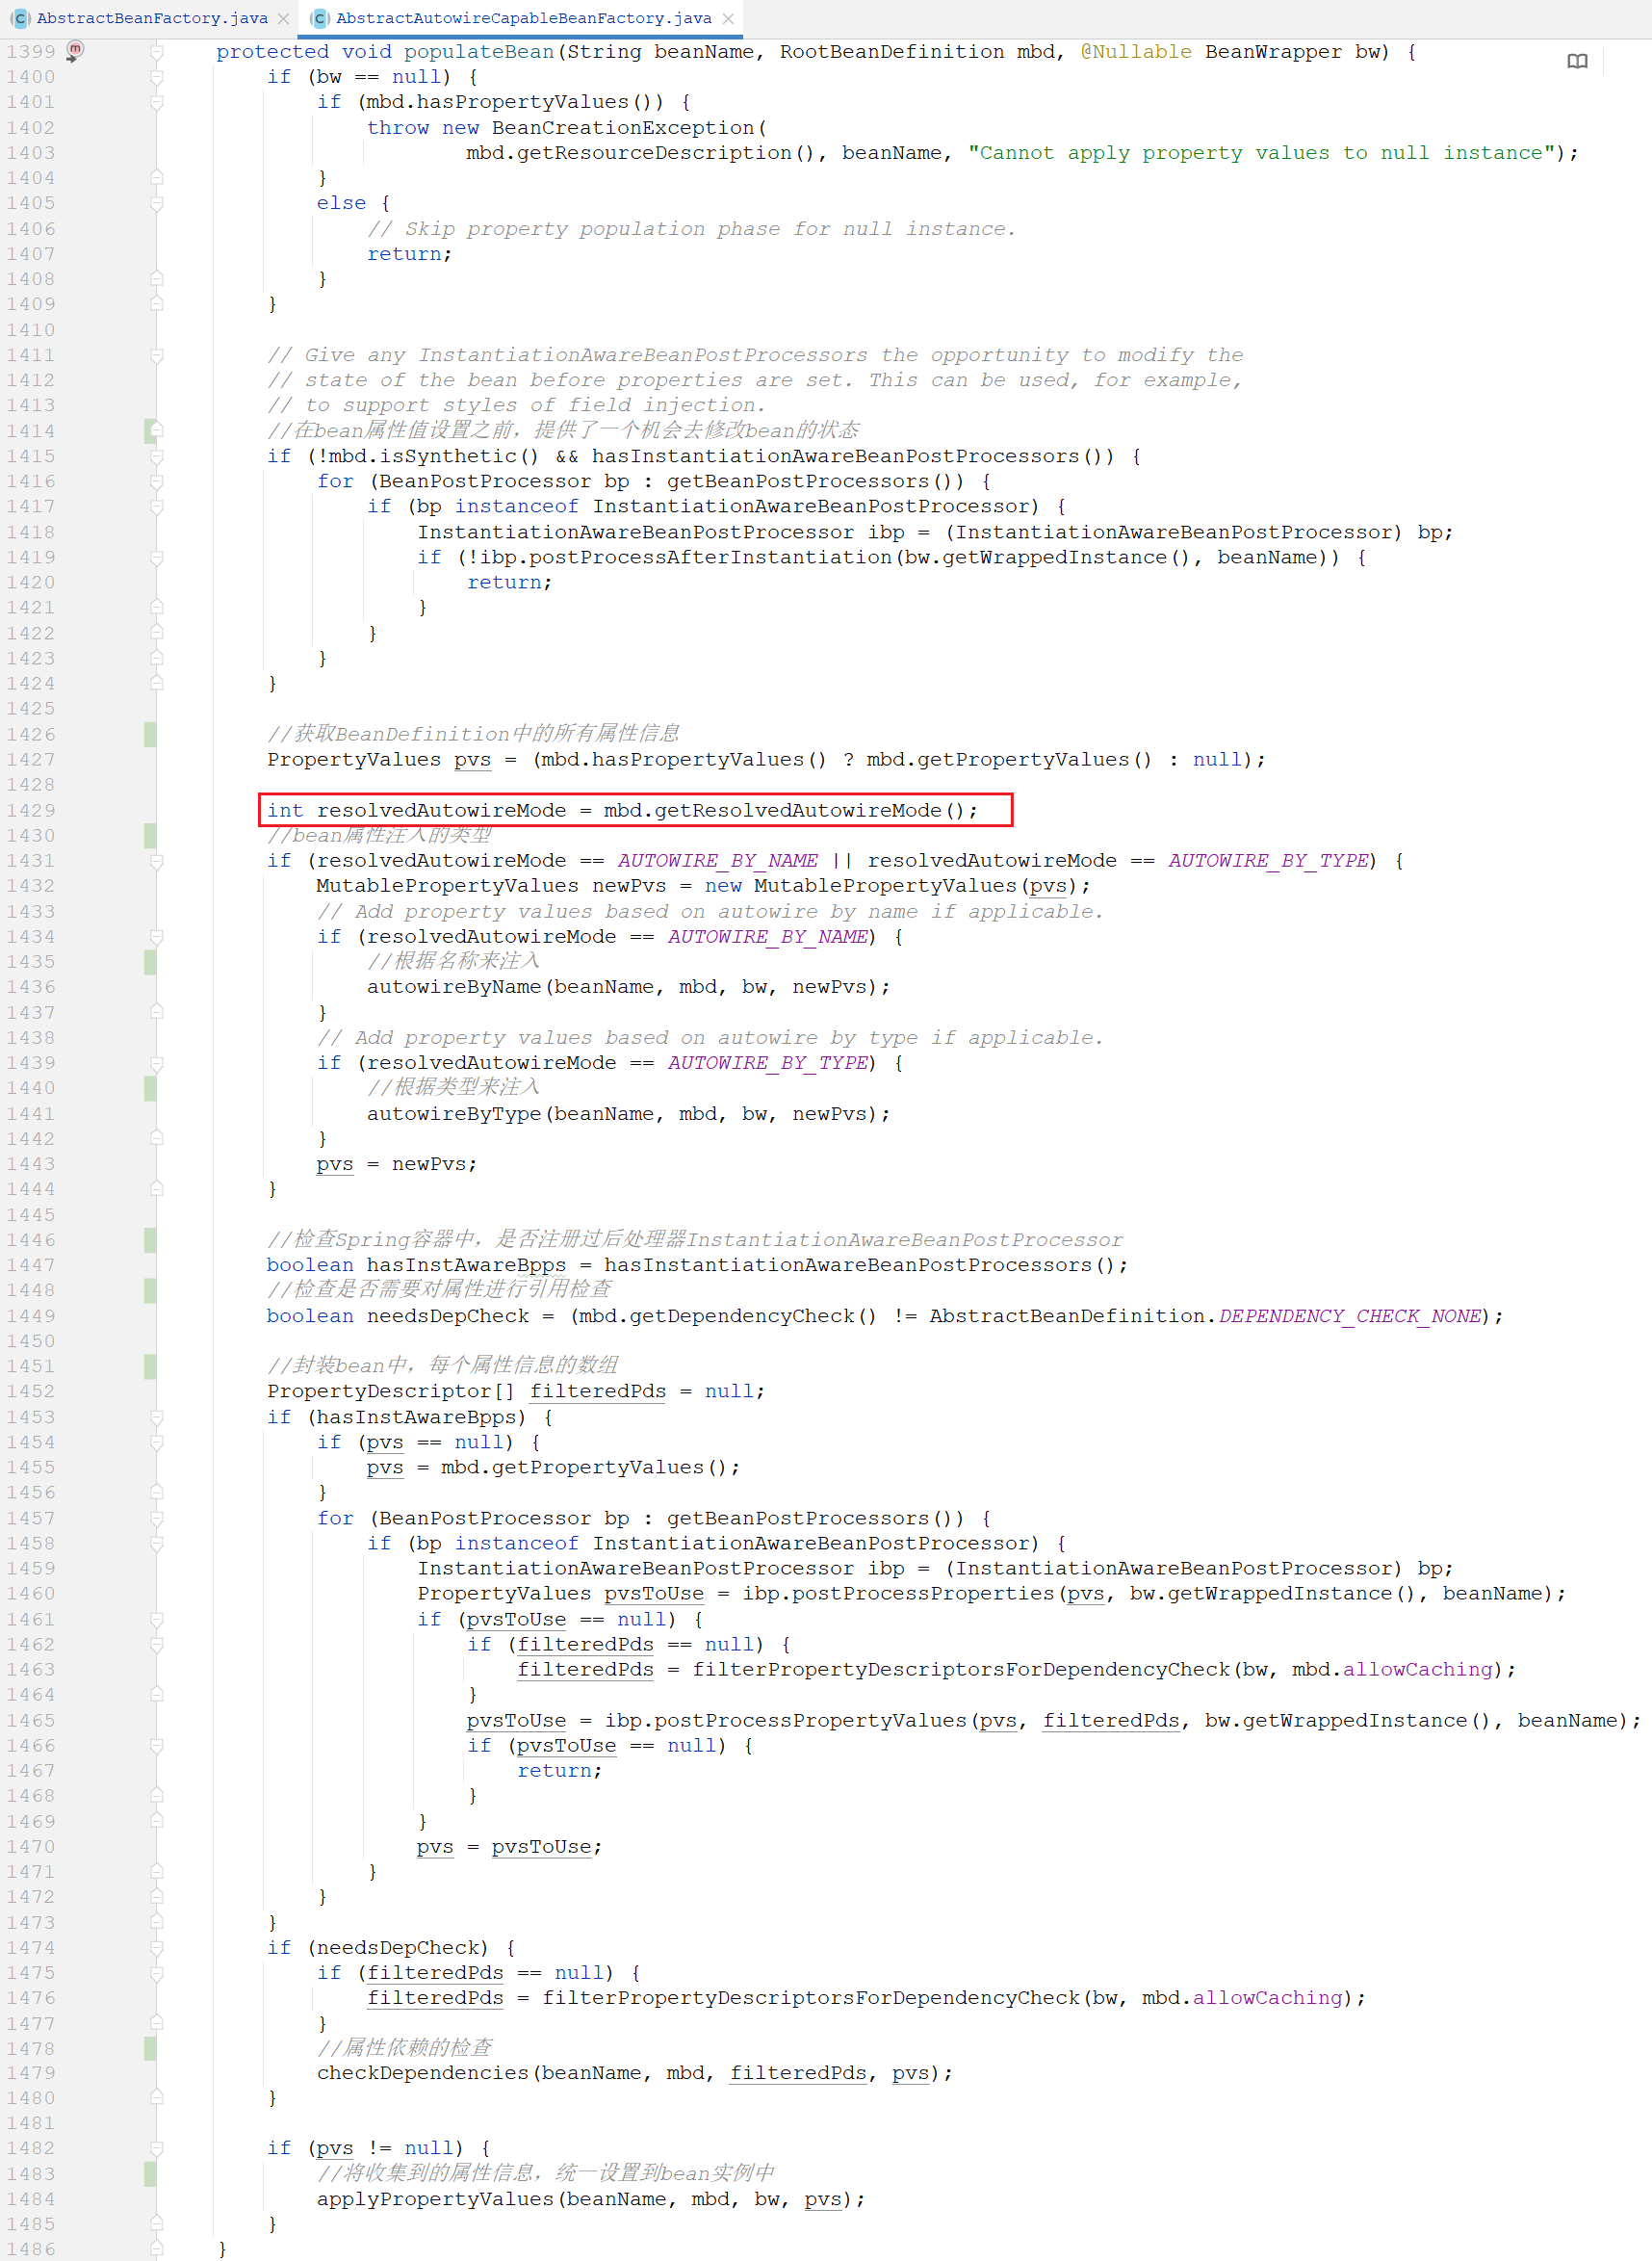 AbstractBeanFactory.java
AbstractAutowireCapableBeanFactory.java
1399 protected void populateBean(String beanName, RootBeanDefinition mbd, @Nullable BeanWrapper bw) {
1400 if (bw == null) {
1401 if (mbd.hasPropertyValues()) {
1402 throw new BeanCreationException(
1403 mbd.getResourceDescription(), beanName, "Cannot apply property values to null instance");
1404 }
1405 else {
1406 // Skip property population phase for null instance.
1407 return;
1408 }
1409 }
1410
1411 // Give any InstantiationAwareBeanPostProcessors the opportunity to modify the
1412 // state of the bean before properties are set. This can be used, for example,
1413 // to support styles of field injection.
1414 //在bean属性值设置之前，提供了一个机会去修改bean的状态
1415 if (!mbd.isSynthetic() && hasInstantiationAwareBeanPostProcessors()) {
1416 for (BeanPostProcessor bp : getBeanPostProcessors()) {
1417 if (bp instanceof InstantiationAwareBeanPostProcessor) {
1418 InstantiationAwareBeanPostProcessor ibp = (InstantiationAwareBeanPostProcessor) bp;
1419 if (!ibp.postProcessAfterInstantiation(bw.getWrappedInstance(), beanName)) {
1420 return;
1421 }
1422 }
1423 }
1424 }
1425
1426 //获取BeanDefinition中的所有属性信息
1427 PropertyValues pvs = (mbd.hasPropertyValues() ? mbd.getPropertyValues() : null);
1428
1429 int resolvedAutowireMode = mbd.getResolvedAutowireMode();
1430 //bean属性注入的类型
1431 if (resolvedAutowireMode == AUTOWIRE_BY_NAME || resolvedAutowireMode == AUTOWIRE_BY_TYPE) {
1432 MutablePropertyValues newPvs = new MutablePropertyValues(pvs);
1433 // Add property values based on autowire by name if applicable.
1434 if (resolvedAutowireMode == AUTOWIRE_BY_NAME) {
1435 //根据名称来注入
1436 autowireByName(beanName, mbd, bw, newPvs);
1437 }
1438 // Add property values based on autowire by type if applicable.
1439 if (resolvedAutowireMode == AUTOWIRE_BY_TYPE) {
1440 //根据类型来注入
1441 autowireByType(beanName, mbd, bw, newPvs);
1442 }
1443 pvs = newPvs;
1444 }
1445
1446 //检查Spring容器中，是否注册过后处理器InstantiationAwareBeanPostProcessor
1447 boolean hasInstAwareBpps = hasInstantiationAwareBeanPostProcessors();
1448 //检查是否需要对属性进行引用检查
1449 boolean needsDepCheck = (mbd.getDependencyCheck() != AbstractBeanDefinition.DEPENDENCY_CHECK_NONE);
1450
1451 //封装bean中，每个属性信息的数组
1452 PropertyDescriptor[] filteredPds = null;
1453 if (hasInstAwareBpps) {
1454 if (pvs == null) {
1455 pvs = mbd.getPropertyValues();
1456 }
1457 for (BeanPostProcessor bp : getBeanPostProcessors()) {
1458 if (bp instanceof InstantiationAwareBeanPostProcessor) {
1459 InstantiationAwareBeanPostProcessor ibp = (InstantiationAwareBeanPostProcessor) bp;
1460 PropertyValues pvsToUse = ibp.postProcessProperties(pvs, bw.getWrappedInstance(), beanName);
1461 if (pvsToUse == null) {
1462 if (filteredPds == null) {
1463 filteredPds = filterPropertyDescriptorsForDependencyCheck(bw, mbd.allowCaching);
1464 }
1465 pvsToUse = ibp.postProcessPropertyValues(pvs, filteredPds, bw.getWrappedInstance(), beanName);
1466 if (pvsToUse == null) {
1467 return;
1468 }
1469 }
1470 pvs = pvsToUse;
1471 }
1472 }
1473 }
1474 if (needsDepCheck) {
1475 if (filteredPds == null) {
1476 filteredPds = filterPropertyDescriptorsForDependencyCheck(bw, mbd.allowCaching);
1477 }
1478 //属性依赖的检查
1479 checkDependencies(beanName, mbd, filteredPds, pvs);
1480 }
1481
1482 if (pvs != null) {
1483 //将收集到的属性信息，统一设置到bean实例中
1484 applyPropertyValues(beanName, mbd, bw, pvs);
1485 }
1486 }